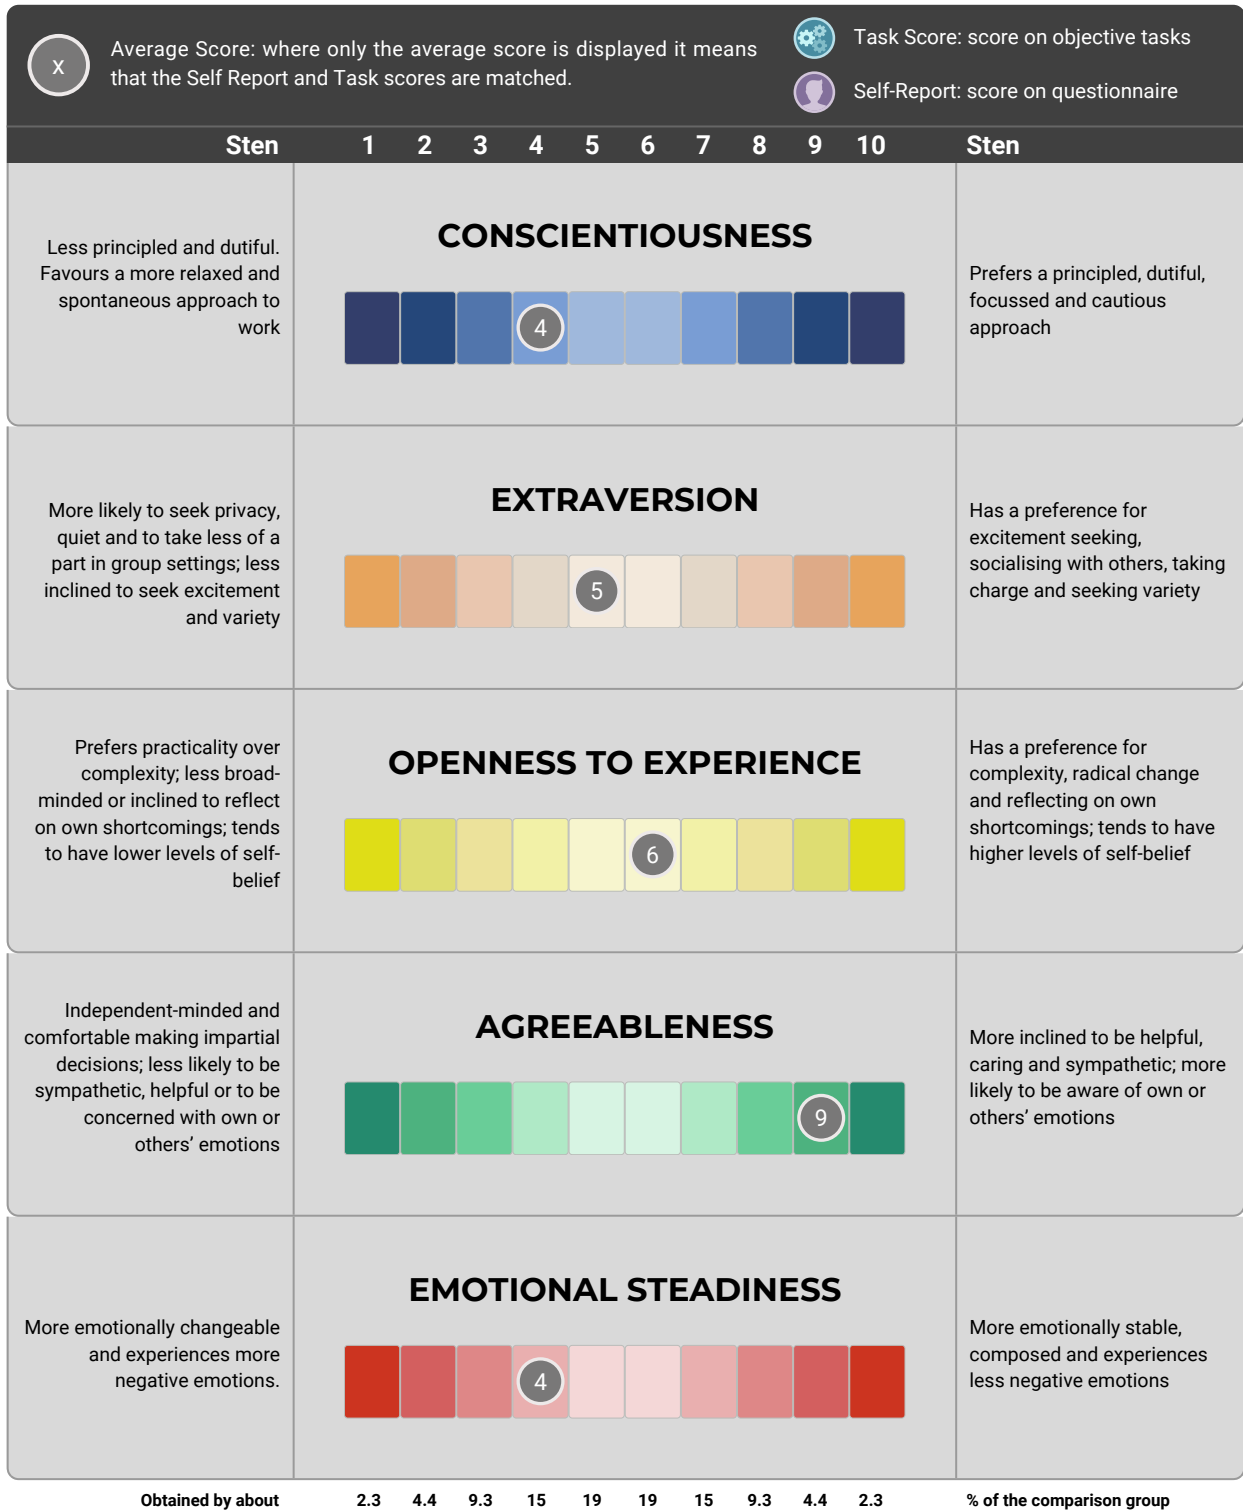 x
Average Score: where only the average score is displayed it means
that the Self Report and Task scores are matched.
Task Score: score on objective tasks
Self-Report: score on questionnaire
Sten 1 2 3 4 5 6 7 8 9 10 Sten
CONSCIENTIOUSNESS
Less principled and dutiful.
Favours a more relaxed and
spontaneous approach to
work
4
Prefers a principled, dutiful,
focussed and cautious
approach
EXTRAVERSION
More likely to seek privacy,
quiet and to take less of a
part in group settings; less
inclined to seek excitement
and variety
5
Has a preference for
excitement seeking,
socialising with others, taking
charge and seeking variety
OPENNESS TO EXPERIENCE
Prefers practicality over
complexity; less broad-
minded or inclined to reflect
on own shortcomings; tends
to have lower levels of self-
belief
6
Has a preference for
complexity, radical change
and reflecting on own
shortcomings; tends to have
higher levels of self-belief
AGREEABLENESS
Independent-minded and
comfortable making impartial
decisions; less likely to be
sympathetic, helpful or to be
concerned with own or
others’ emotions
9
More inclined to be helpful,
caring and sympathetic; more
likely to be aware of own or
others’ emotions
EMOTIONAL STEADINESS
More emotionally changeable
and experiences more
negative emotions.
4
More emotionally stable,
composed and experiences
less negative emotions
Obtained by about 2.3 4.4 9.3 15 19 19 15 9.3 4.4 2.3 % of the comparison group